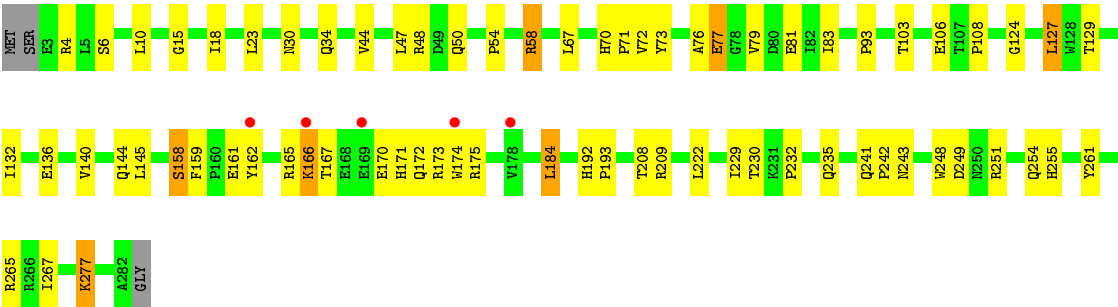 MET SER E3 R4 L5 S6 L10 G15 I18 L23 N30 Q34 V44 L47 R48 D49 Q50 P54 R58 L67 H70 P71 V72 Y73 A76 E77 G78 V79 D80 E81 I82 I83 P93 T103 E106 T107 P108 G124 L127 W128 T129
I132 E136 V140 Q144 L145 S158 F159 P160 E161 Y162 R165 K166 T167 E168 E169 E170 H171 Q172 R173 W174 R175 V178 L184 H192 P193 T208 R209 L222 I229 T230 K231 P232 Q235 Q241 P242 N243 W248 D249 N250 R251 Q254 H255 Y261
R265 R266 I267 K277 A282 GLY